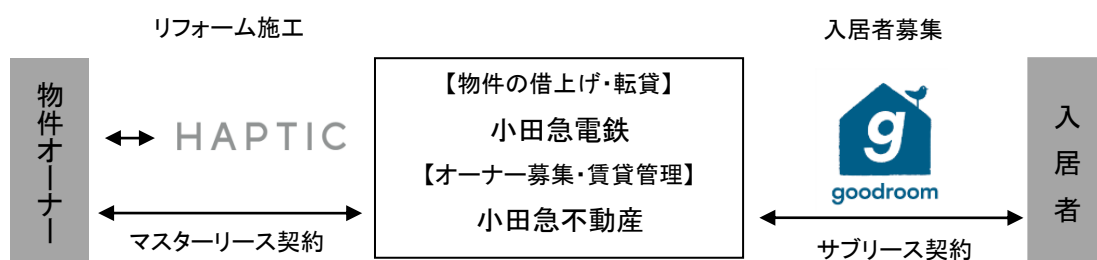 リフォーム施工
入居者募集
物件オーナー
HAPTIC
【物件の借上げ・転貸】
小田急電鉄
【オーナー募集・賃貸管理】
小田急不動産
マスターリース契約
g
goodroom
サブリース契約
入居者